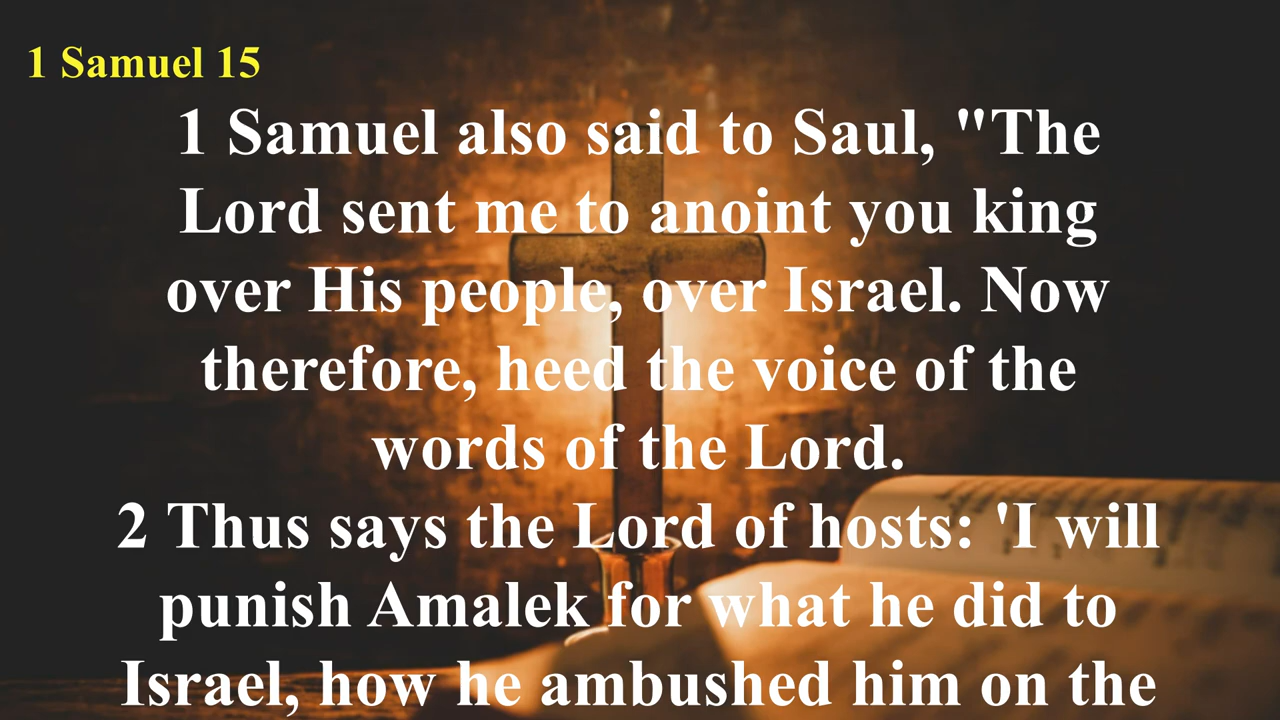 1 Samuel 15
1 Samuel also said to Saul, "The
Lord sent me to anoint you king
over His people, over Israel. Now
therefore, heed the voice of the
words of the Lord.
2 Thus says the Lord of hosts: 'I will
punish Amalek for what he did to
Israel, how he ambushed him on the